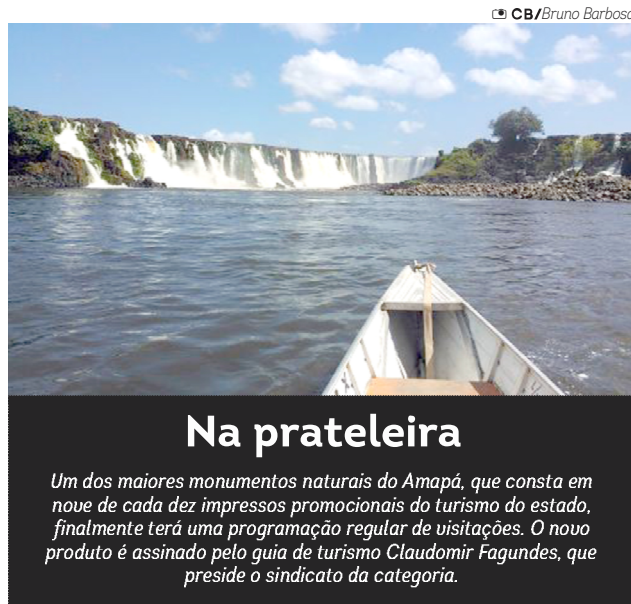 CB/Bruno Barbosa
Na prateleira
Um dos maiores monumentos naturais do Amapá, que consta em
nove de cada dez impressos promocionais do turismo do estado,
finalmente terá uma programação regular de visitações. O novo
produto é assinado pelo guia de turismo Claudomir Fagundes, que
preside o sindicato da categoria.